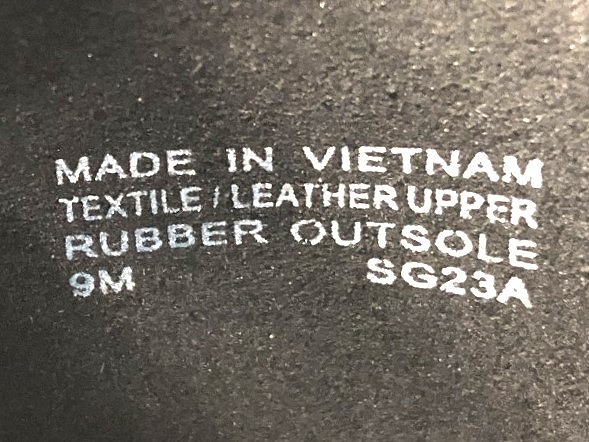 MADE IN VIETNAM
TEXTILE / LEATHER UPPER
RUBBER OUTSOLE
9M SG23A